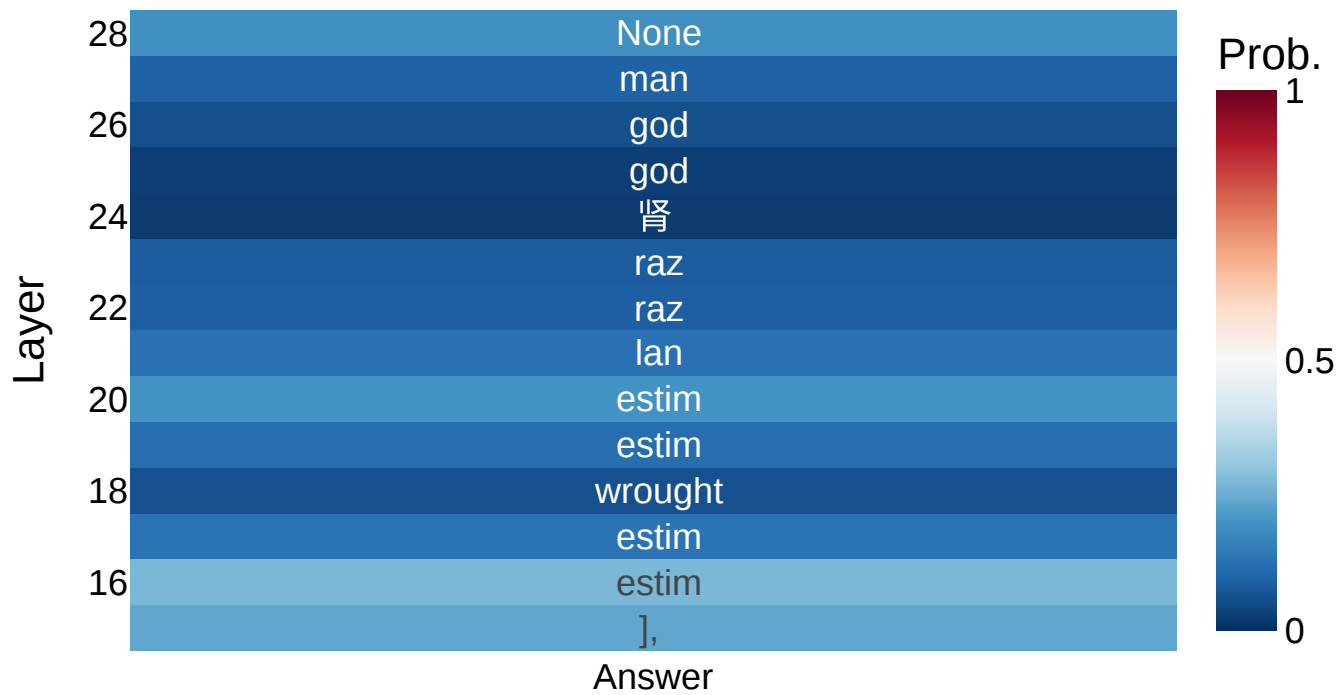 28
None
Prob.
man
1
26
god
god
24
肾
raz
Layer
22
raz
lan
0.5
20
estim
estim
18
wrought
estim
16
estim
],
0
Answer